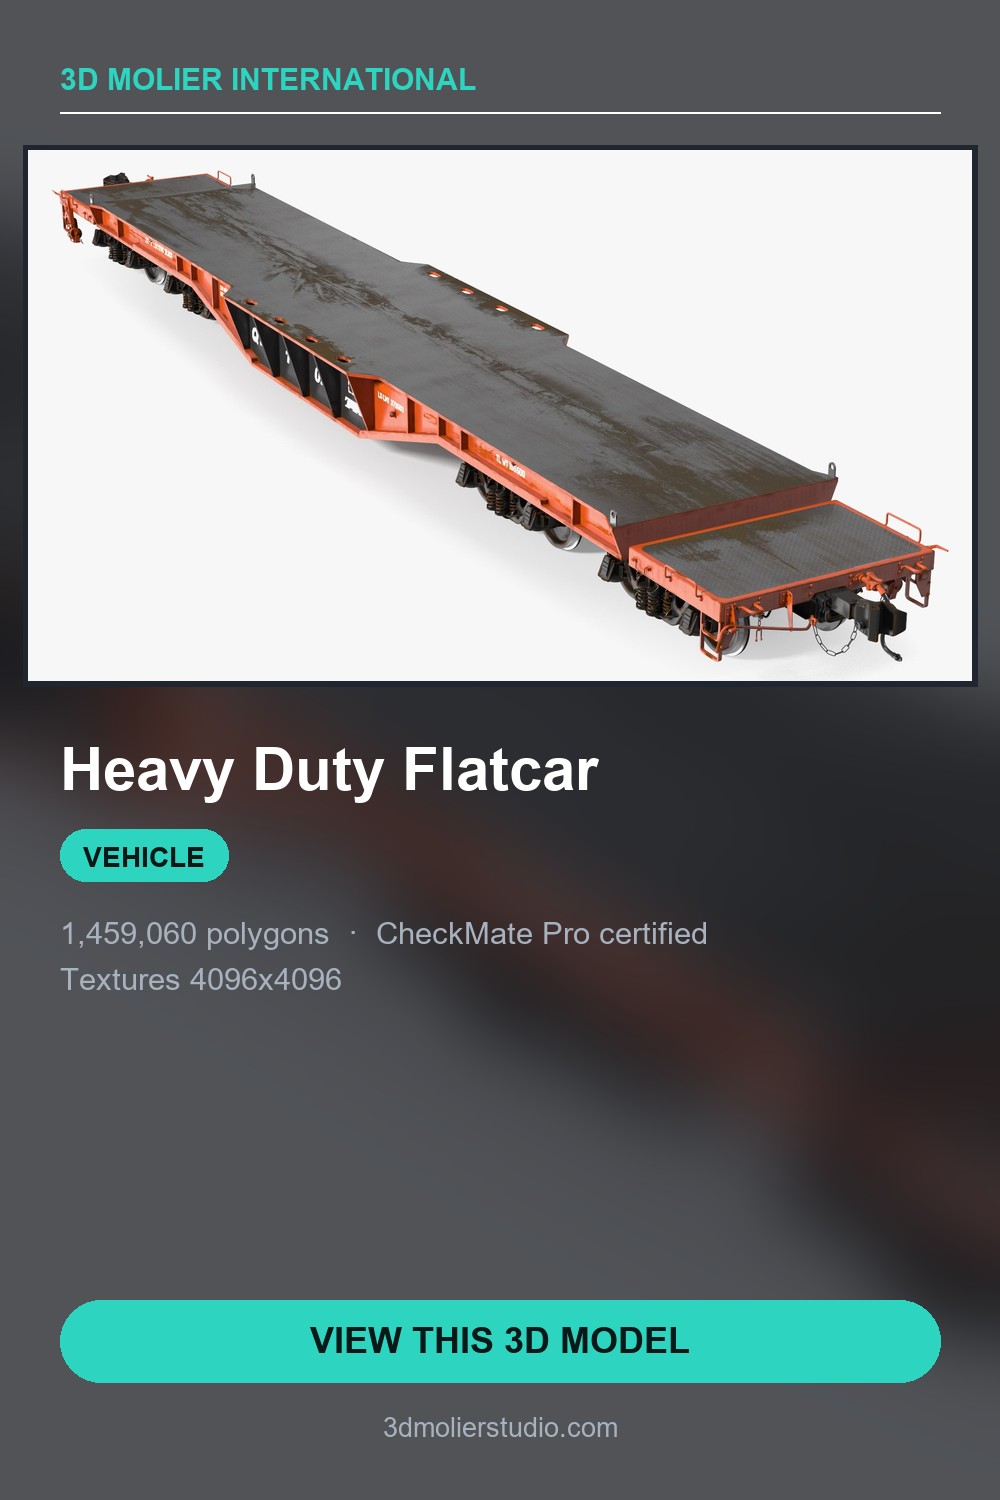 3D MOLIER INTERNATIONAL
Heavy Duty Flatcar
VEHICLE
1,459,060 polygons · CheckMate Pro certified
Textures 4096x4096
VIEW THIS 3D MODEL
3dmolierstudio.com